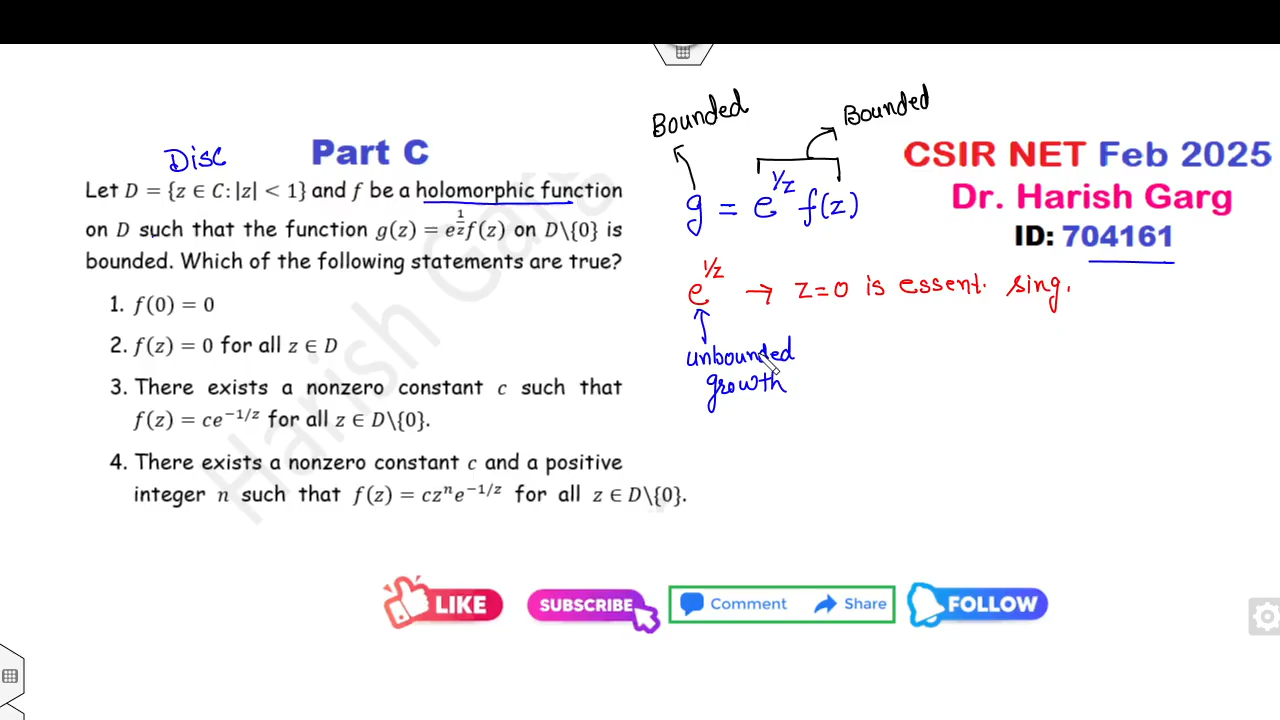 Bounded
Bounded
Disc
Part C
CSIR NET Feb 2025
Dr. Harish Garg
ID: 704161
Let D = {z ∈ C: |z| < 1} and f be a holomorphic function
on D such that the function g(z) = e^{1/z} f(z) on D\{0} is
bounded. Which of the following statements are true?
1. f(0) = 0
2. f(z) = 0 for all z ∈ D
3. There exists a nonzero constant c such that
f(z) = ce^{-1/z} for all z ∈ D\{0}.
4. There exists a nonzero constant c and a positive
integer n such that f(z) = cz^n e^{-1/z} for all z ∈ D\{0}.
g = e^{1/z} f(z)
e^{1/z} → z=0 is essent. sing.
unbounded
growth
Harish Garg
LIKE
SUBSCRIBE
Comment
Share
FOLLOW